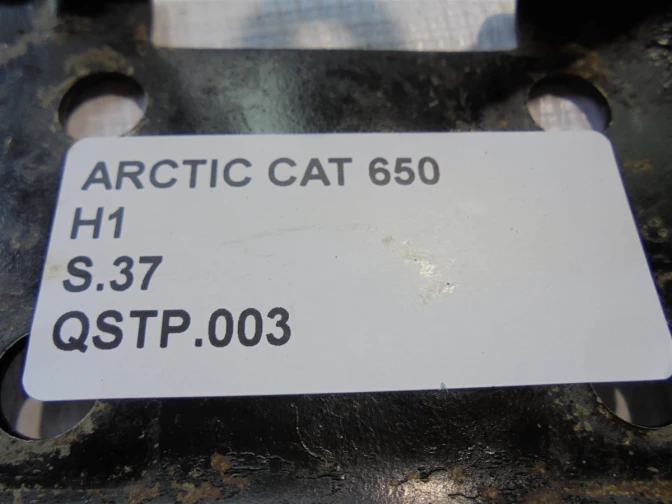 ARCTIC CAT 650
H1
S.37
QSTP.003